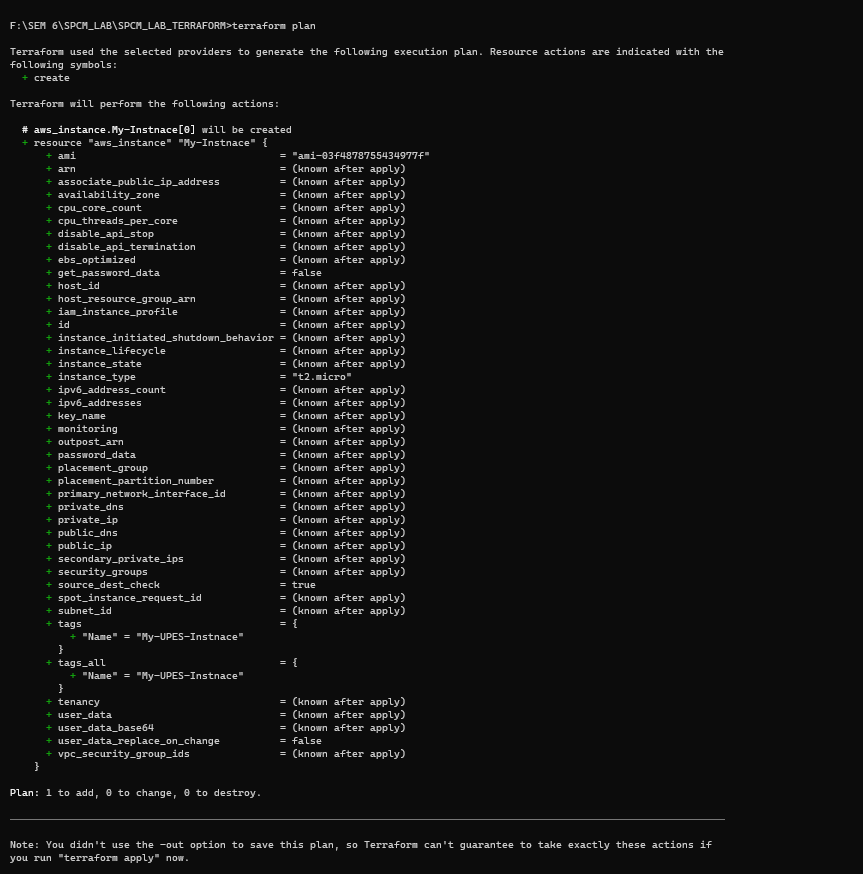 F:\SEM 6\SPCM_LAB\SPCM_LAB_TERRAFORM>terraform plan
Terraform used the selected providers to generate the following execution plan. Resource actions are indicated with the
following symbols:
  + create
Terraform will perform the following actions:
  # aws_instance.My-Instnace[0] will be created
  + resource "aws_instance" "My-Instnace" {
      + ami                                  = "ami-03f4878755434977f"
      + arn                                  = (known after apply)
      + associate_public_ip_address          = (known after apply)
      + availability_zone                    = (known after apply)
      + cpu_core_count                       = (known after apply)
      + cpu_threads_per_core                 = (known after apply)
      + disable_api_stop                     = (known after apply)
      + disable_api_termination              = (known after apply)
      + ebs_optimized                        = (known after apply)
      + get_password_data                    = false
      + host_id                              = (known after apply)
      + host_resource_group_arn              = (known after apply)
      + iam_instance_profile                 = (known after apply)
      + id                                   = (known after apply)
      + instance_initiated_shutdown_behavior = (known after apply)
      + instance_lifecycle                   = (known after apply)
      + instance_state                       = (known after apply)
      + instance_type                        = "t2.micro"
      + ipv6_address_count                   = (known after apply)
      + ipv6_addresses                       = (known after apply)
      + key_name                             = (known after apply)
      + monitoring                           = (known after apply)
      + outpost_arn                          = (known after apply)
      + password_data                        = (known after apply)
      + placement_group                      = (known after apply)
      + placement_partition_number           = (known after apply)
      + primary_network_interface_id         = (known after apply)
      + private_dns                          = (known after apply)
      + private_ip                           = (known after apply)
      + public_dns                           = (known after apply)
      + public_ip                            = (known after apply)
      + secondary_private_ips                = (known after apply)
      + security_groups                      = (known after apply)
      + source_dest_check                    = true
      + spot_instance_request_id             = (known after apply)
      + subnet_id                            = (known after apply)
      + tags                                 = {
          + "Name" = "My-UPES-Instnace"
        }
      + tags_all                             = {
          + "Name" = "My-UPES-Instnace"
        }
      + tenancy                              = (known after apply)
      + user_data                            = (known after apply)
      + user_data_base64                     = (known after apply)
      + user_data_replace_on_change          = false
      + vpc_security_group_ids               = (known after apply)
    }
Plan: 1 to add, 0 to change, 0 to destroy.
Note: You didn't use the -out option to save this plan, so Terraform can't guarantee to take exactly these actions if
you run "terraform apply" now.